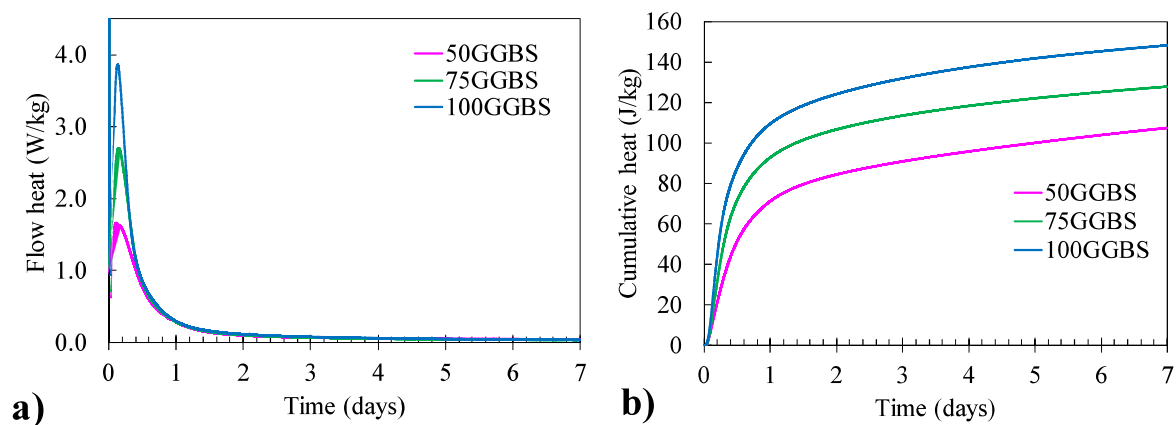 Flow heat (W/kg)
4.0
3.0
2.0
1.0
0.0
50GGBS
75GGBS
100GGBS
0 1 2 3 4 5 6 7
Time (days)
a)
Cumulative heat (J/kg)
160
140
120
100
80
60
40
20
0
50GGBS
75GGBS
100GGBS
0 1 2 3 4 5 6 7
Time (days)
b)